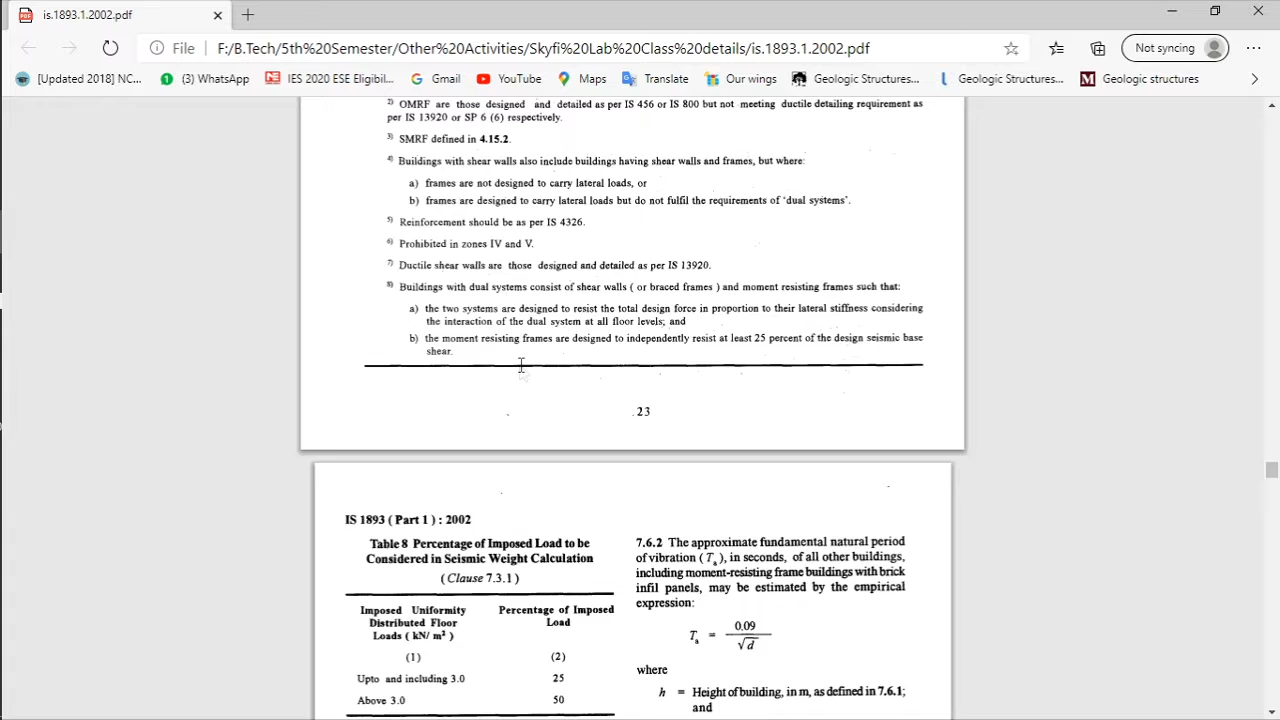 is.1893.1.2002.pdf
File F:/B.Tech/5th%20Semester/Other%20Activities/Skyfi%20Lab%20Class%20details/is.1893.1.2002.pdf
Not syncing
[Updated 2018] NC...
(3) WhatsApp
IES 2020 ESE Eligibil...
Gmail
YouTube
Maps
Translate
Our wings
Geologic Structures...
Geologic Structures...
Geologic structures
2) OMRF are those designed and detailed as per IS 456 or IS 800 but not meeting ductile detailing requirement as
per IS 13920 or SP 6 (6) respectively.
3) SMRF defined in 4.15.2.
4) Buildings with shear walls also include buildings having shear walls and frames, but where:
a) frames are not designed to carry lateral loads, or
b) frames are designed to carry lateral loads but do not fulfil the requirements of 'dual systems'.
5) Reinforcement should be as per IS 4326.
6) Prohibited in zones IV and V.
7) Ductile shear walls are those designed and detailed as per IS 13920.
8) Buildings with dual systems consist of shear walls ( or braced frames ) and moment resisting frames such that:
a) the two systems are designed to resist the total design force in proportion to their lateral stiffness considering
the interaction of the dual system at all floor levels; and
b) the moment resisting frames are designed to independently resist at least 25 percent of the design seismic base
shear.
23
IS 1893 ( Part 1 ) : 2002
Table 8 Percentage of Imposed Load to be
Considered in Seismic Weight Calculation
( Clause 7.3.1 )
Imposed Uniformity
Distributed Floor
Loads ( kN/ m² )
Percentage of Imposed
Load
(1) (2)
Upto and including 3.0 25
Above 3.0 50
7.6.2 The approximate fundamental natural period
of vibration ( Ta ), in seconds, of all other buildings,
including moment-resisting frame buildings with brick
infil panels, may be estimated by the empirical
expression:
Ta = 0.09 / √d
where
h = Height of building, in m, as defined in 7.6.1;
and